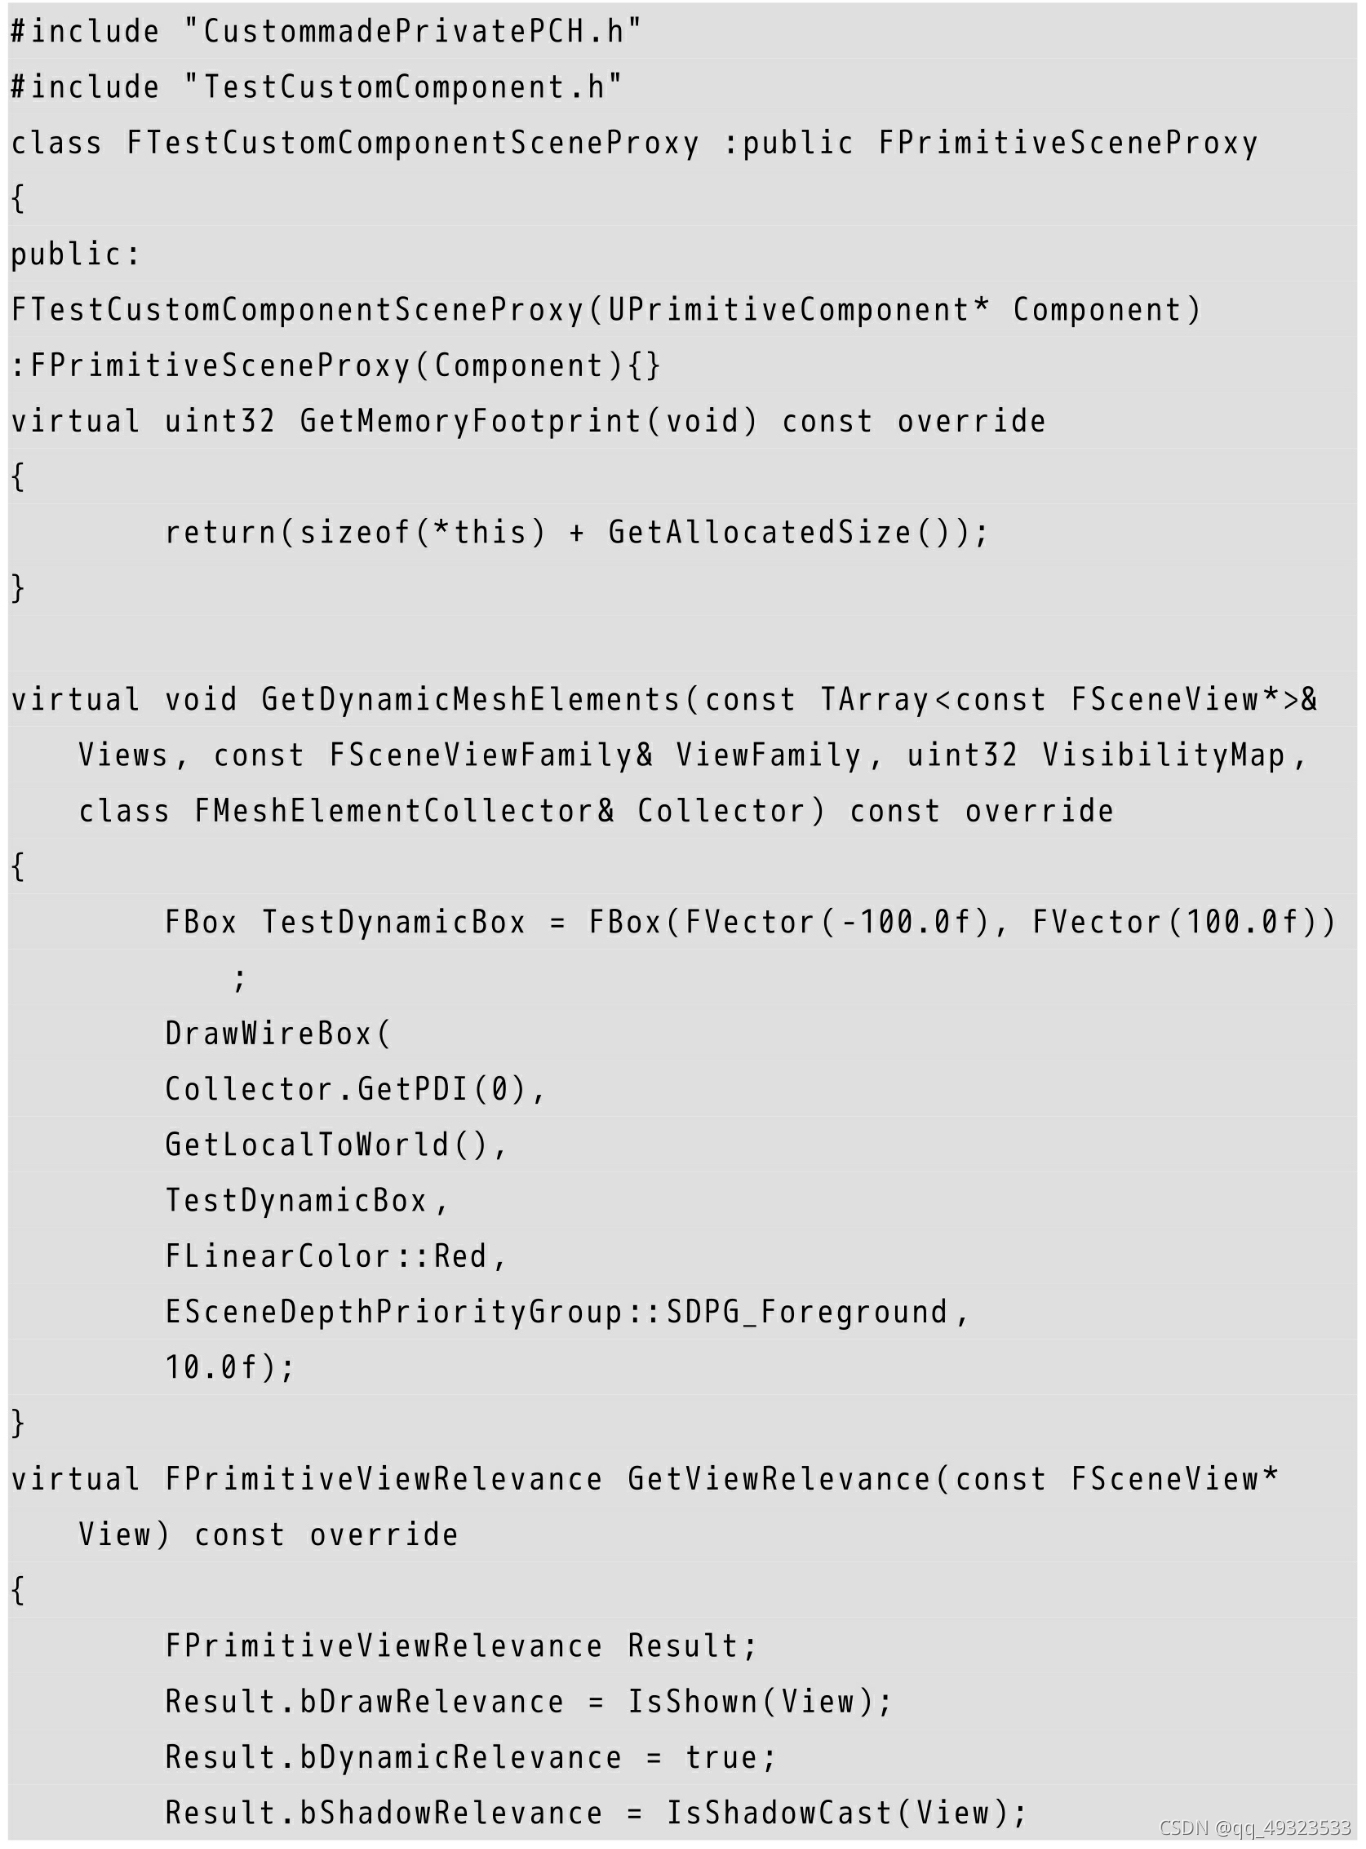 #include "CustommadePrivatePCH.h"
#include "TestCustomComponent.h"
class FTestCustomComponentSceneProxy :public FPrimitiveSceneProxy
{
public:
FTestCustomComponentSceneProxy(UPrimitiveComponent* Component)
:FPrimitiveSceneProxy(Component){}
virtual uint32 GetMemoryFootprint(void) const override
{
return(sizeof(*this) + GetAllocatedSize());
}
virtual void GetDynamicMeshElements(const TArray<const FSceneView*>&
Views, const FSceneViewFamily& ViewFamily, uint32 VisibilityMap,
class FMeshElementCollector& Collector) const override
{
FBox TestDynamicBox = FBox(FVector(-100.0f), FVector(100.0f))
;
DrawWireBox(
Collector.GetPDI(0),
GetLocalToWorld(),
TestDynamicBox,
FLinearColor::Red,
ESceneDepthPriorityGroup::SDPG_Foreground,
10.0f);
}
virtual FPrimitiveViewRelevance GetViewRelevance(const FSceneView*
View) const override
{
FPrimitiveViewRelevance Result;
Result.bDrawRelevance = IsShown(View);
Result.bDynamicRelevance = true;
Result.bShadowRelevance = IsShadowCast(View);
CSDN @qq_49323533